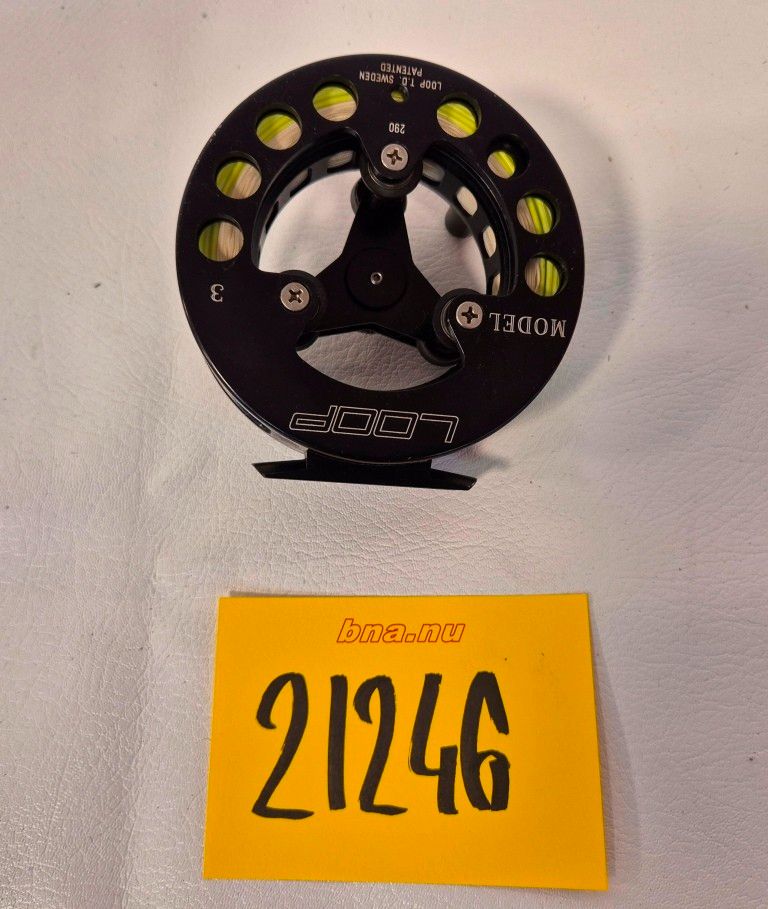 LOOP T.D. SWEDEN
PATENTED
290
MODEL 3
LOOP
bna.nu
21246